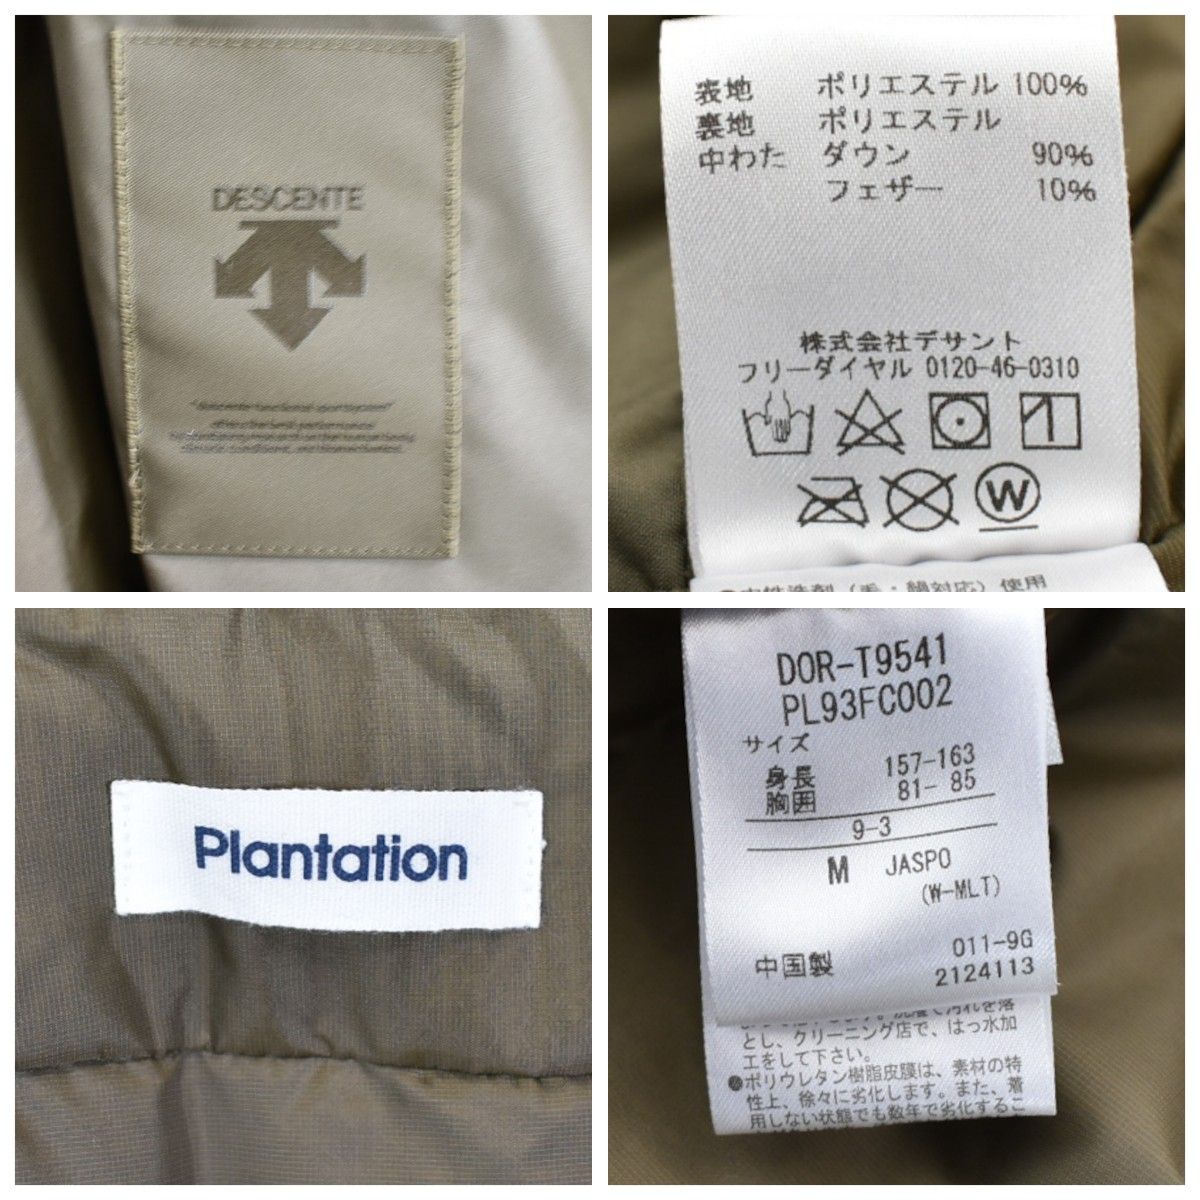 DESCENTE
表地 ポリエステル 100%
裏地 ポリエステル
中わた ダウン 90%
フェザー 10%
株式会社デサント
フリーダイヤル 0120-46-0310
W
使用
Plantation
DOR-T9541
PL93FC002
サイズ
身長 157-163
胸囲 81- 85
9-3
M JASPO
(W-MLT)
中国製 011-9G
2124113
とし、クリーニング店で、はっ水加
工をして下さい。
●ポリウレタン樹脂皮膜は、素材の特
性上、徐々に劣化します。また、着
用しない状態でも数年で劣化するこ